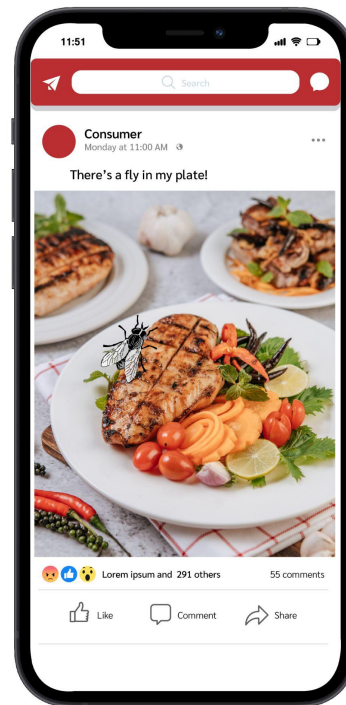 11:51
Search
Consumer
Monday at 11:00 AM
There's a fly in my plate!
Lorem ipsum and 291 others 55 comments
Like Comment Share